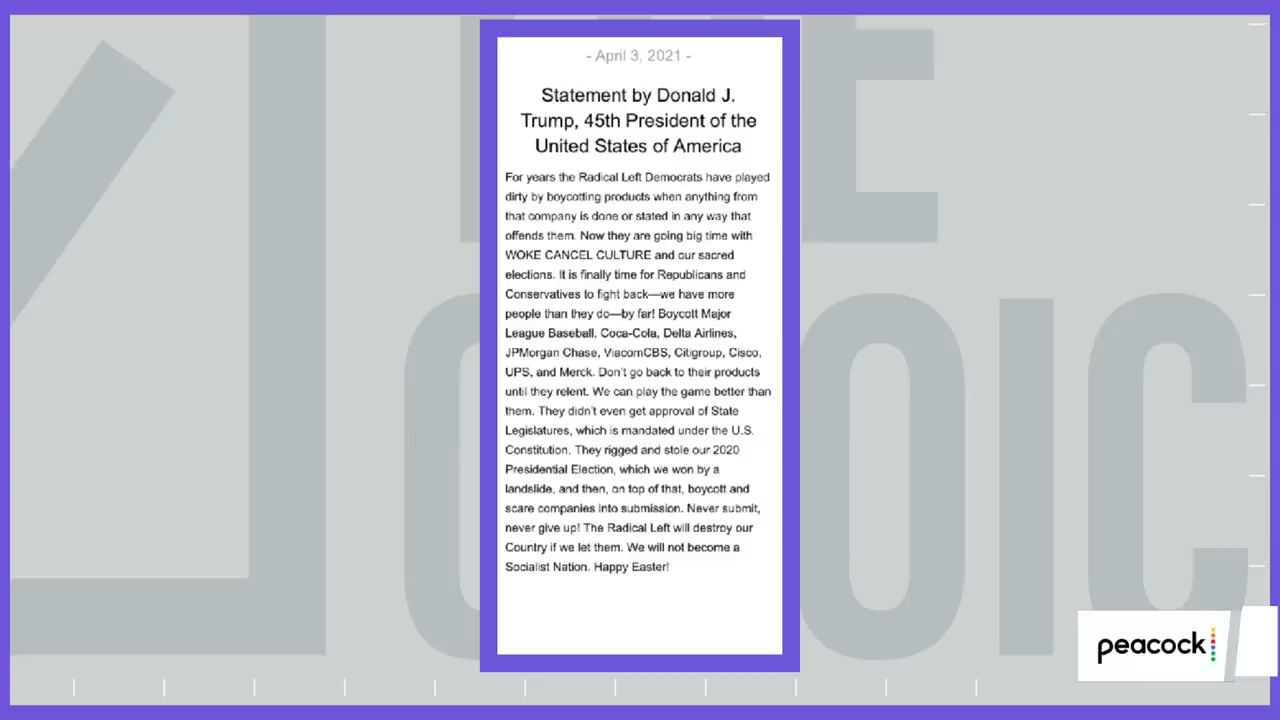 - April 3, 2021 -
Statement by Donald J.
Trump, 45th President of the
United States of America
For years the Radical Left Democrats have played
dirty by boycotting products when anything from
that company is done or stated in any way that
offends them. Now they are going big time with
WOKE CANCEL CULTURE and our sacred
elections. It is finally time for Republicans and
Conservatives to fight back—we have more
people than they do—by far! Boycott Major
League Baseball, Coca-Cola, Delta Airlines,
JPMorgan Chase, ViacomCBS, Citigroup, Cisco,
UPS, and Merck. Don't go back to their products
until they relent. We can play the game better than
them. They didn't even get approval of State
Legislatures, which is mandated under the U.S.
Constitution. They rigged and stole our 2020
Presidential Election, which we won by a
landslide, and then, on top of that, boycott and
scare companies into submission. Never submit,
never give up! The Radical Left will destroy our
Country if we let them. We will not become a
Socialist Nation. Happy Easter!
peacock